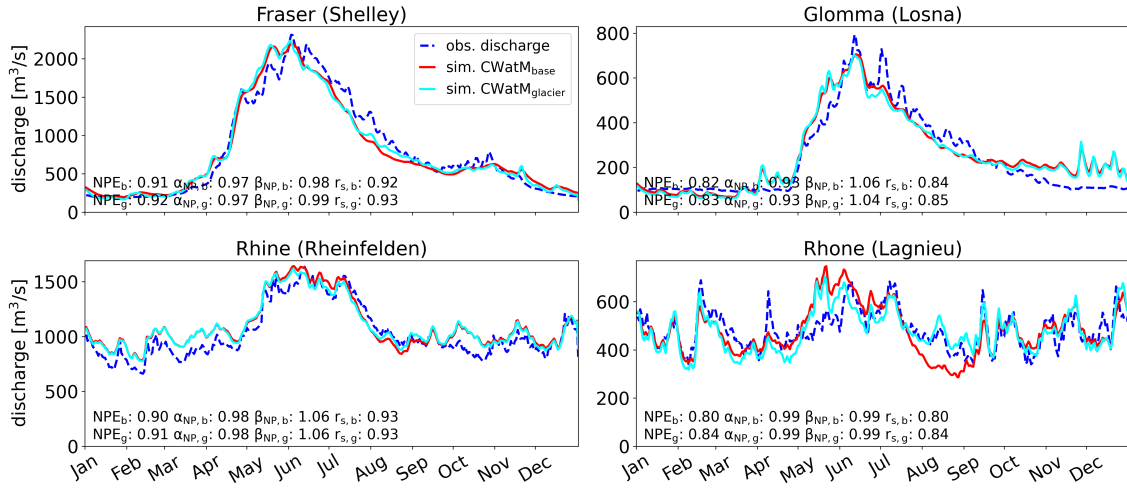 Fraser (Shelley)
discharge [m³/s]
2000
1500
1000
500
0
obs. discharge
sim. CWatM_base
sim. CWatM_glacier
NPE_b: 0.91 α_NP, b: 0.97 β_NP, b: 0.98 r_s, b: 0.92
NPE_g: 0.92 α_NP, g: 0.97 β_NP, g: 0.99 r_s, g: 0.93
Glomma (Losna)
800
600
400
200
0
NPE_b: 0.82 α_NP, b: 0.93 β_NP, b: 1.06 r_s, b: 0.84
NPE_g: 0.83 α_NP, g: 0.93 β_NP, g: 1.04 r_s, g: 0.85
Rhine (Rheinfelden)
discharge [m³/s]
1500
1000
500
0
NPE_b: 0.90 α_NP, b: 0.98 β_NP, b: 1.06 r_s, b: 0.93
NPE_g: 0.91 α_NP, g: 0.98 β_NP, g: 1.06 r_s, g: 0.93
Jan Feb Mar Apr May Jun Jul Aug Sep Oct Nov Dec
Rhone (Lagnieu)
600
400
200
0
NPE_b: 0.80 α_NP, b: 0.99 β_NP, b: 0.99 r_s, b: 0.80
NPE_g: 0.84 α_NP, g: 0.99 β_NP, g: 0.99 r_s, g: 0.84
Jan Feb Mar Apr May Jun Jul Aug Sep Oct Nov Dec